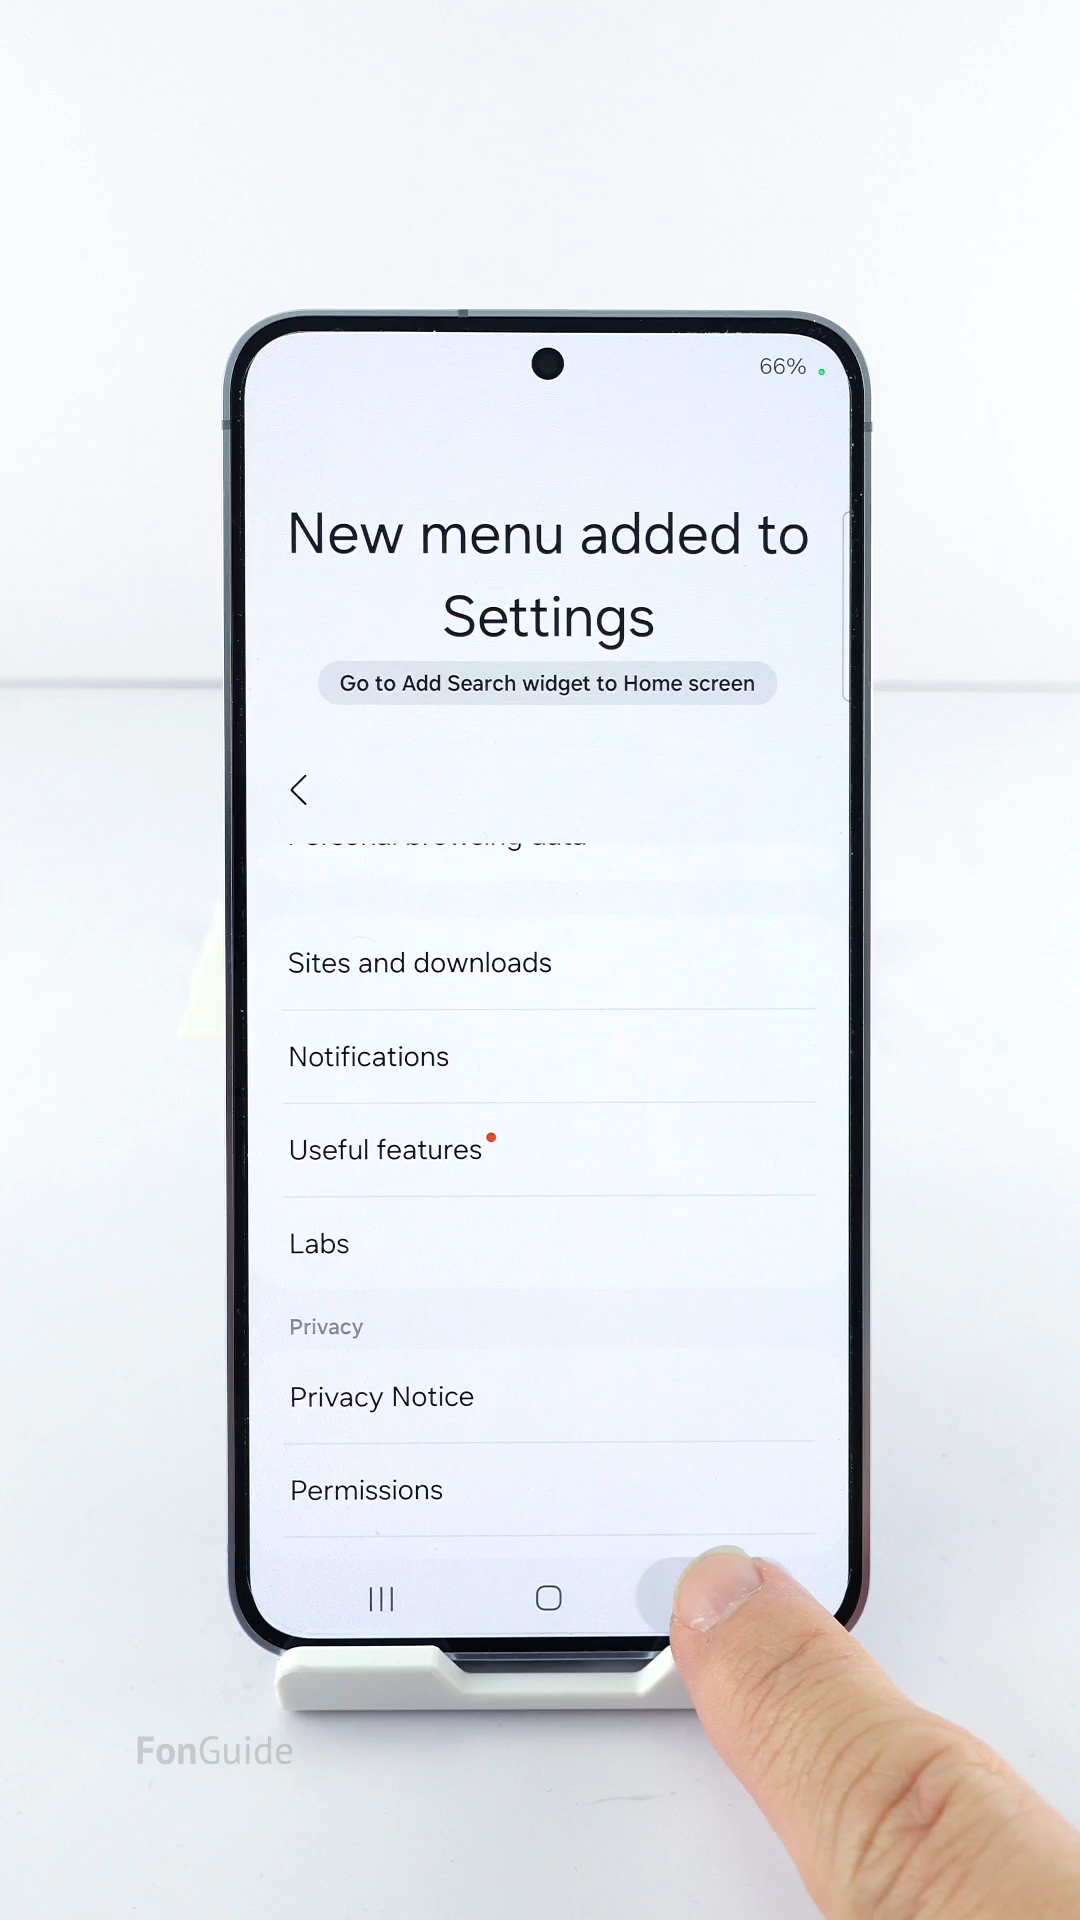 66%
New menu added to
Settings
Go to Add Search widget to Home screen
Personal browsing data
Sites and downloads
Notifications
Useful features
Labs
Privacy
Privacy Notice
Permissions
FonGuide